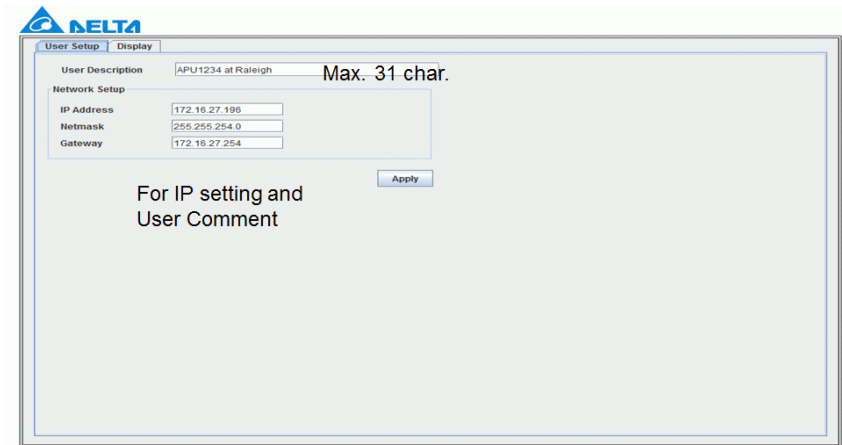 DELTA
User Setup Display
User Description APU1234 at Raleigh Max. 31 char.
Network Setup
IP Address 172.16.27.196
Netmask 255.255.254.0
Gateway 172.16.27.254
Apply
For IP setting and
User Comment